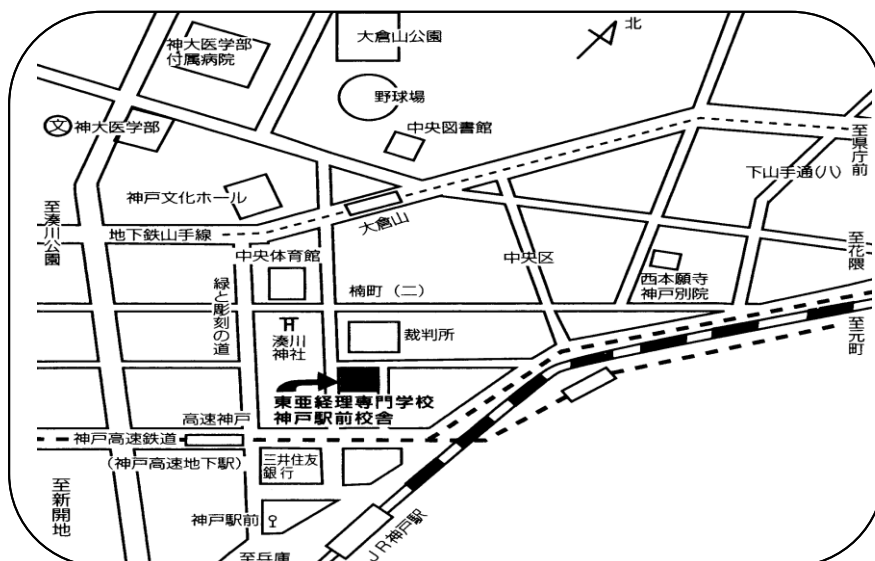 神大医学部
付属病院
大倉山公園
北
野球場
文
神大医学部
中央図書館
至県庁前
下山手通(八)
神戸文化ホール
至湊川公園
大倉山
地下鉄山手線
中央体育館
中央区
至花隈
西本願寺
神戸別院
緑と彫刻の道
楠町(二)
至元町
湊川
神社
裁判所
東亜経理専門学校
神戸駅前校舎
高速神戸
神戸高速鉄道
(神戸高速地下駅)
三井住友
銀行
至新開地
神戸駅前
JR神戸駅
至兵庫